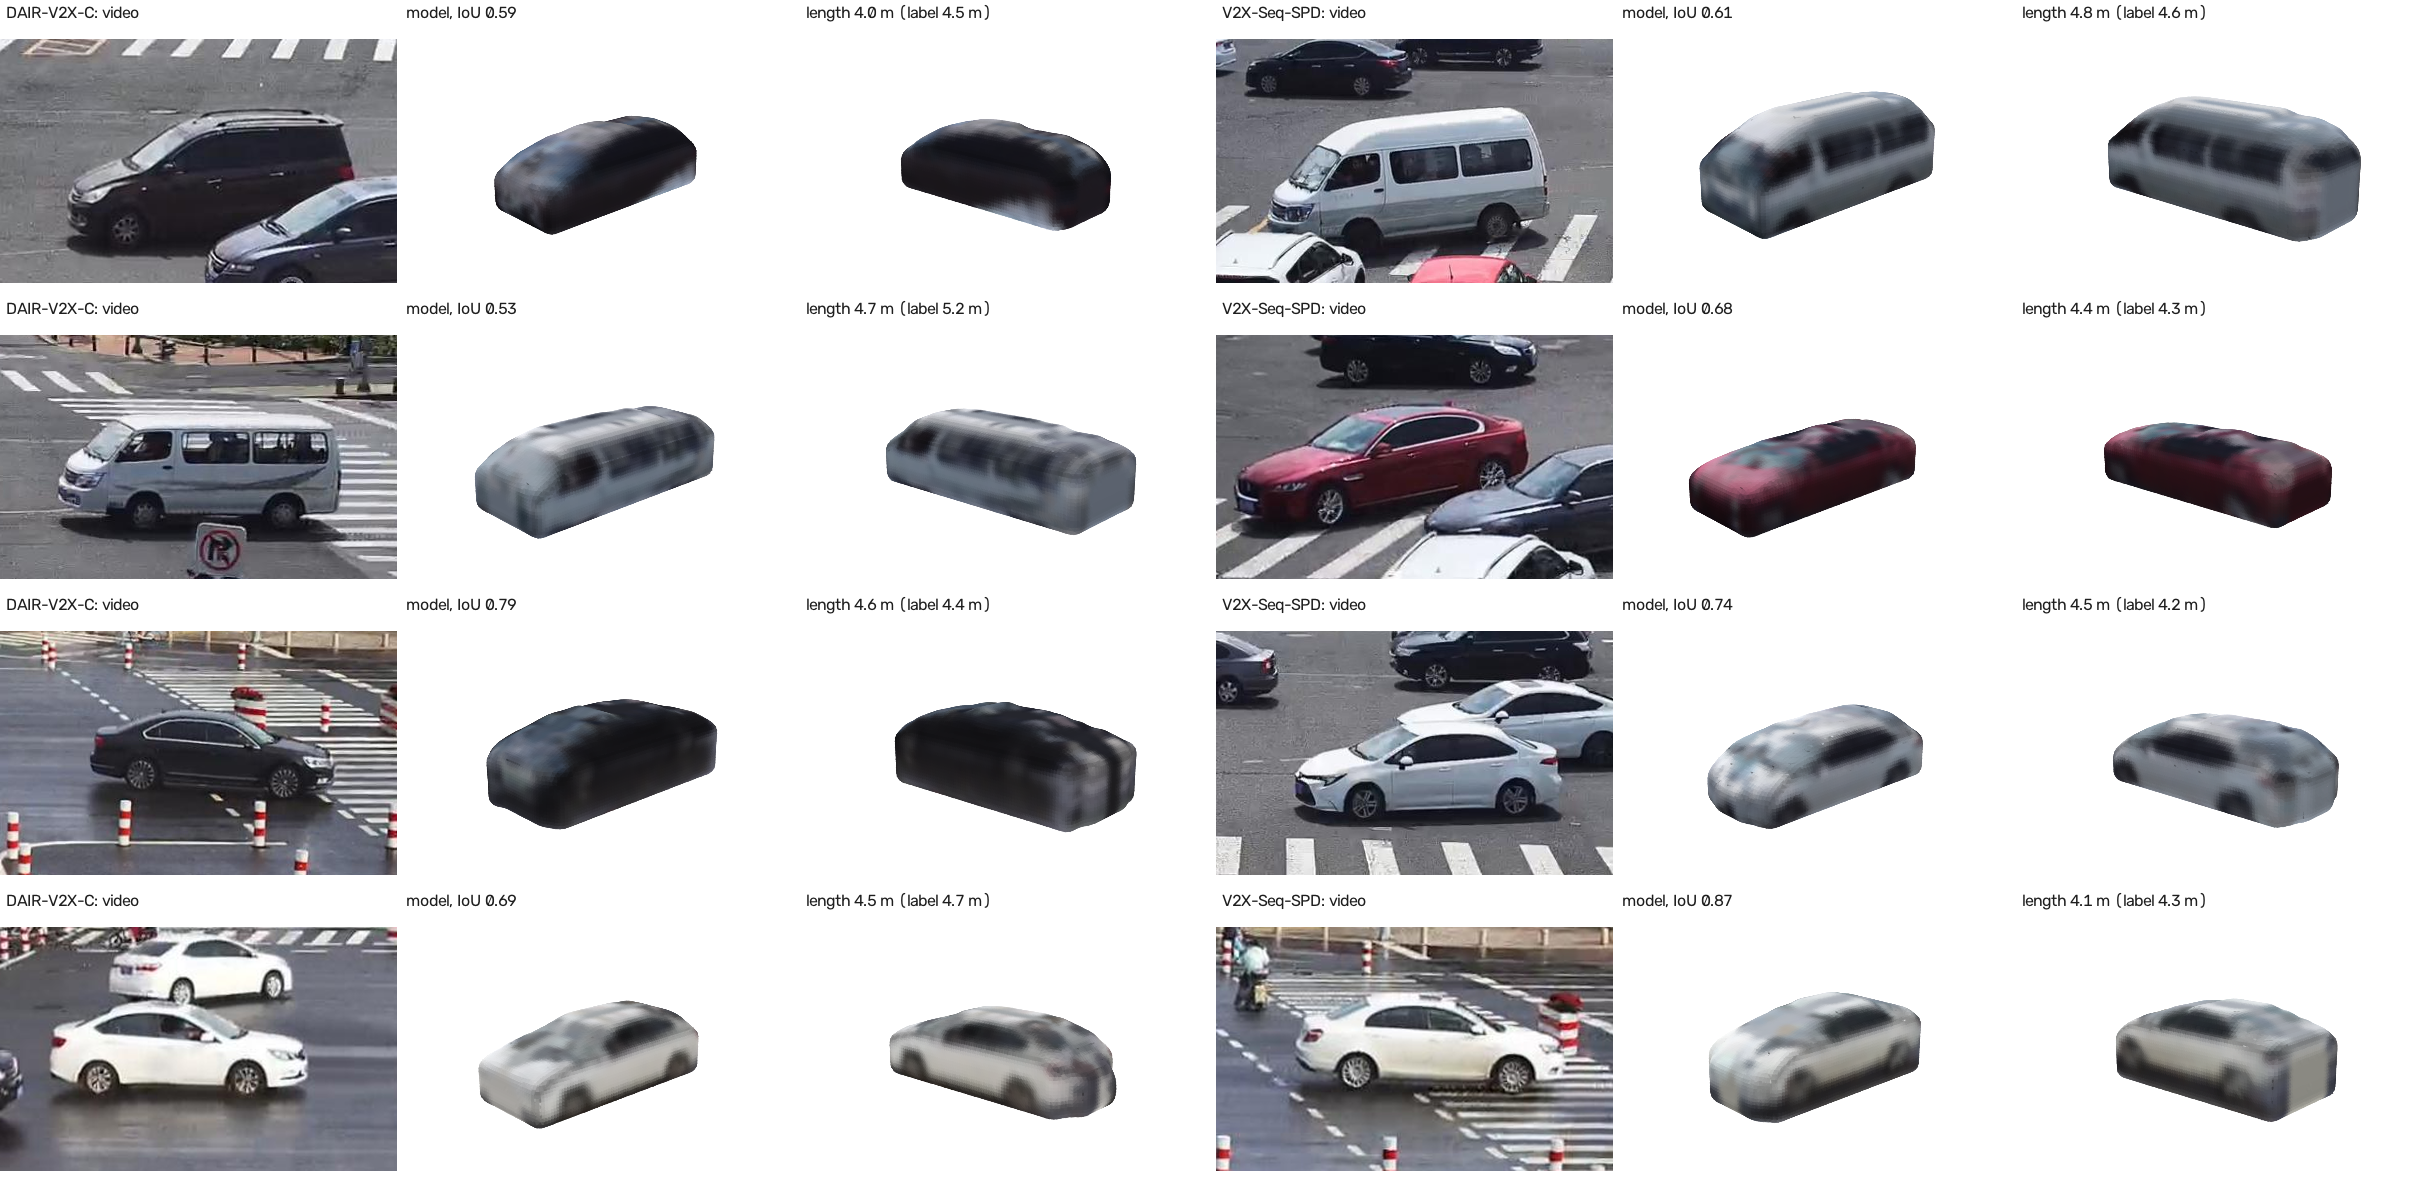 DAIR-V2X-C: video model, IoU 0.59 length 4.0 m (label 4.5 m) V2X-Seq-SPD: video model, IoU 0.61 length 4.8 m (label 4.6 m)
DAIR-V2X-C: video model, IoU 0.53 length 4.7 m (label 5.2 m) V2X-Seq-SPD: video model, IoU 0.68 length 4.4 m (label 4.3 m)
DAIR-V2X-C: video model, IoU 0.79 length 4.6 m (label 4.4 m) V2X-Seq-SPD: video model, IoU 0.74 length 4.5 m (label 4.2 m)
DAIR-V2X-C: video model, IoU 0.69 length 4.5 m (label 4.7 m) V2X-Seq-SPD: video model, IoU 0.87 length 4.1 m (label 4.3 m)